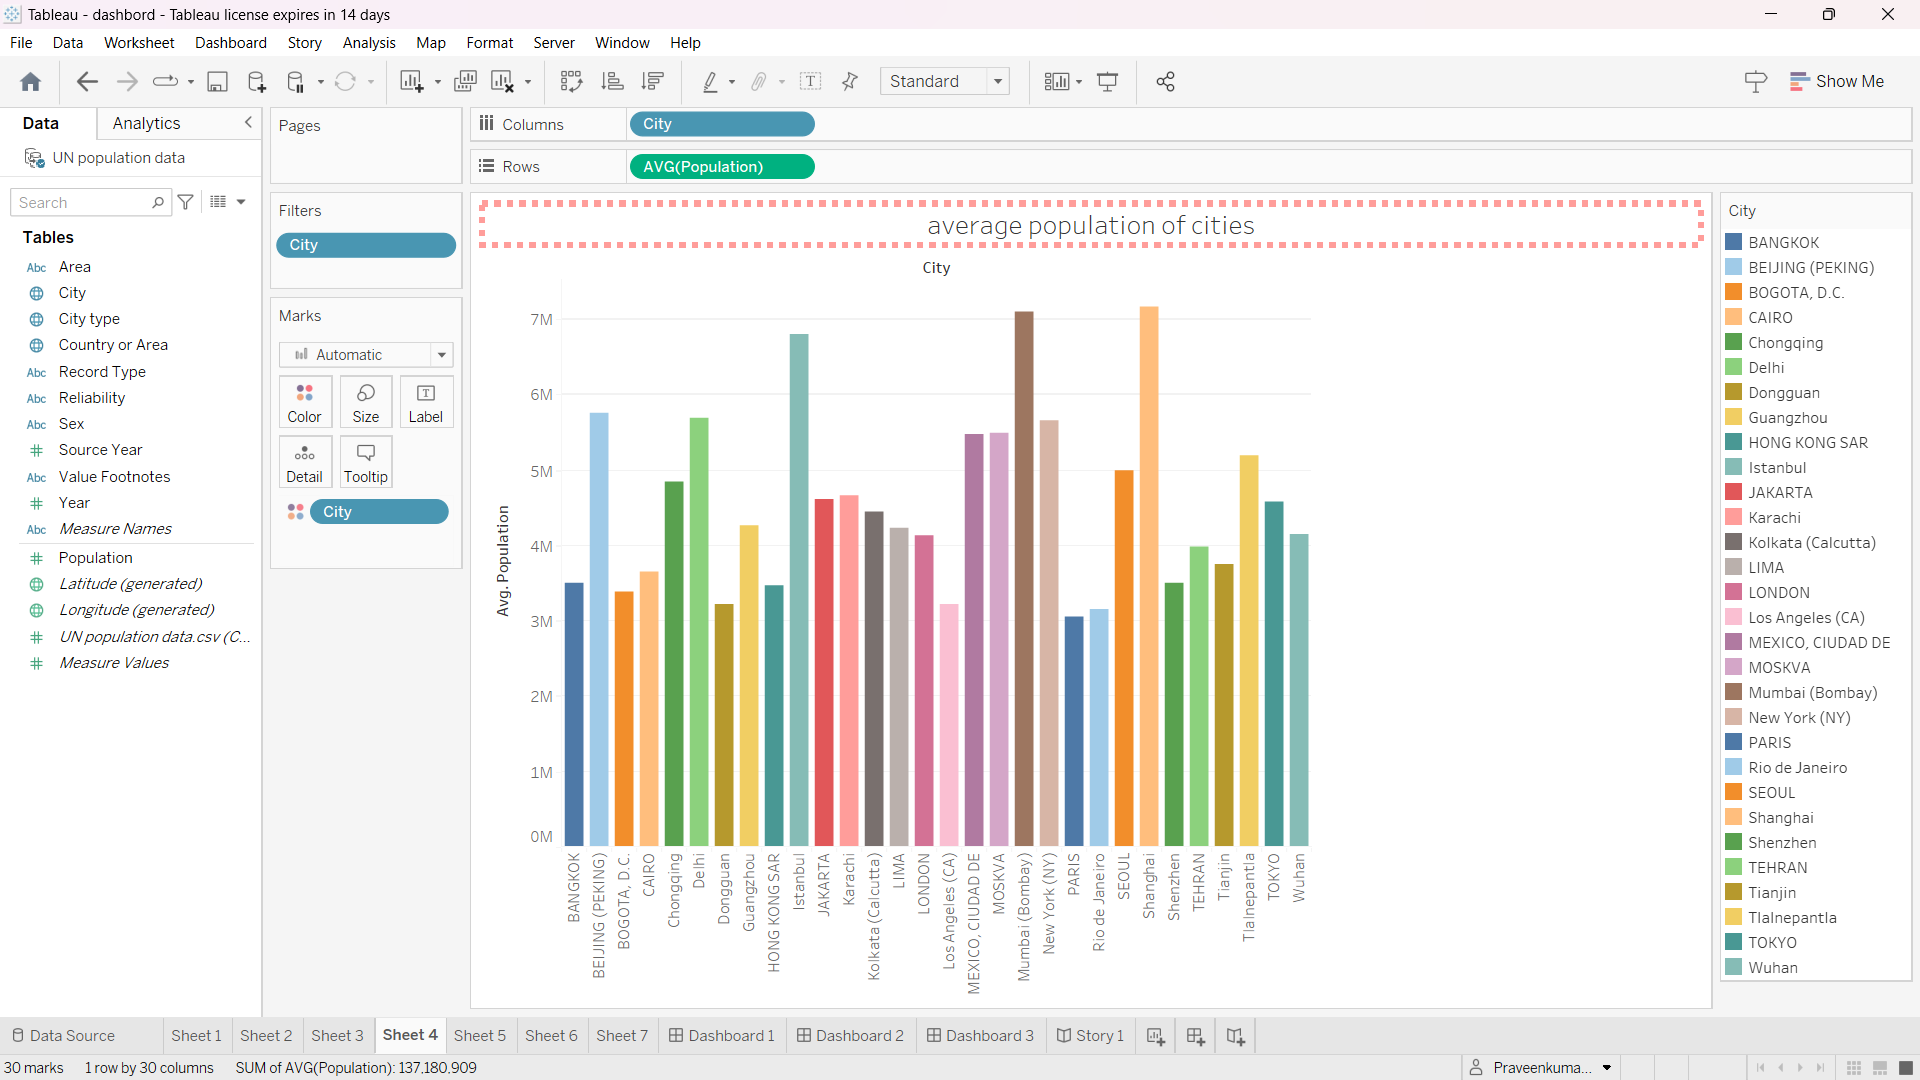 Tableau - dashbord - Tableau license expires in 14 days
File Data Worksheet Dashboard Story Analysis Map Format Server Window Help
Standard
Show Me
Data Analytics
UN population data
Search
Tables
Abc Area
City
City type
Country or Area
Abc Record Type
Abc Reliability
Abc Sex
Source Year
Abc Value Footnotes
Year
Abc Measure Names
Population
Latitude (generated)
Longitude (generated)
UN population data.csv (C...
Measure Values
Pages
Filters
City
Marks
Automatic
Color Size Label
Detail Tooltip
City
Columns City
Rows AVG(Population)
average population of cities
City
Avg. Population
7M
6M
5M
4M
3M
2M
1M
0M
BANGKOK
BEIJING (PEKING)
BOGOTA, D.C.
CAIRO
Chongqing
Delhi
Dongguan
Guangzhou
HONG KONG SAR
Istanbul
JAKARTA
Karachi
Kolkata (Calcutta)
LIMA
LONDON
Los Angeles (CA)
MEXICO, CIUDAD DE
MOSKVA
Mumbai (Bombay)
New York (NY)
PARIS
Rio de Janeiro
SEOUL
Shanghai
Shenzhen
TEHRAN
Tianjin
Tlalnepantla
TOKYO
Wuhan
City
BANGKOK
BEIJING (PEKING)
BOGOTA, D.C.
CAIRO
Chongqing
Delhi
Dongguan
Guangzhou
HONG KONG SAR
Istanbul
JAKARTA
Karachi
Kolkata (Calcutta)
LIMA
LONDON
Los Angeles (CA)
MEXICO, CIUDAD DE
MOSKVA
Mumbai (Bombay)
New York (NY)
PARIS
Rio de Janeiro
SEOUL
Shanghai
Shenzhen
TEHRAN
Tianjin
Tlalnepantla
TOKYO
Wuhan
Data Source Sheet 1 Sheet 2 Sheet 3 Sheet 4 Sheet 5 Sheet 6 Sheet 7 Dashboard 1 Dashboard 2 Dashboard 3 Story 1
30 marks 1 row by 30 columns SUM of AVG(Population): 137,180,909 Praveenkuma...